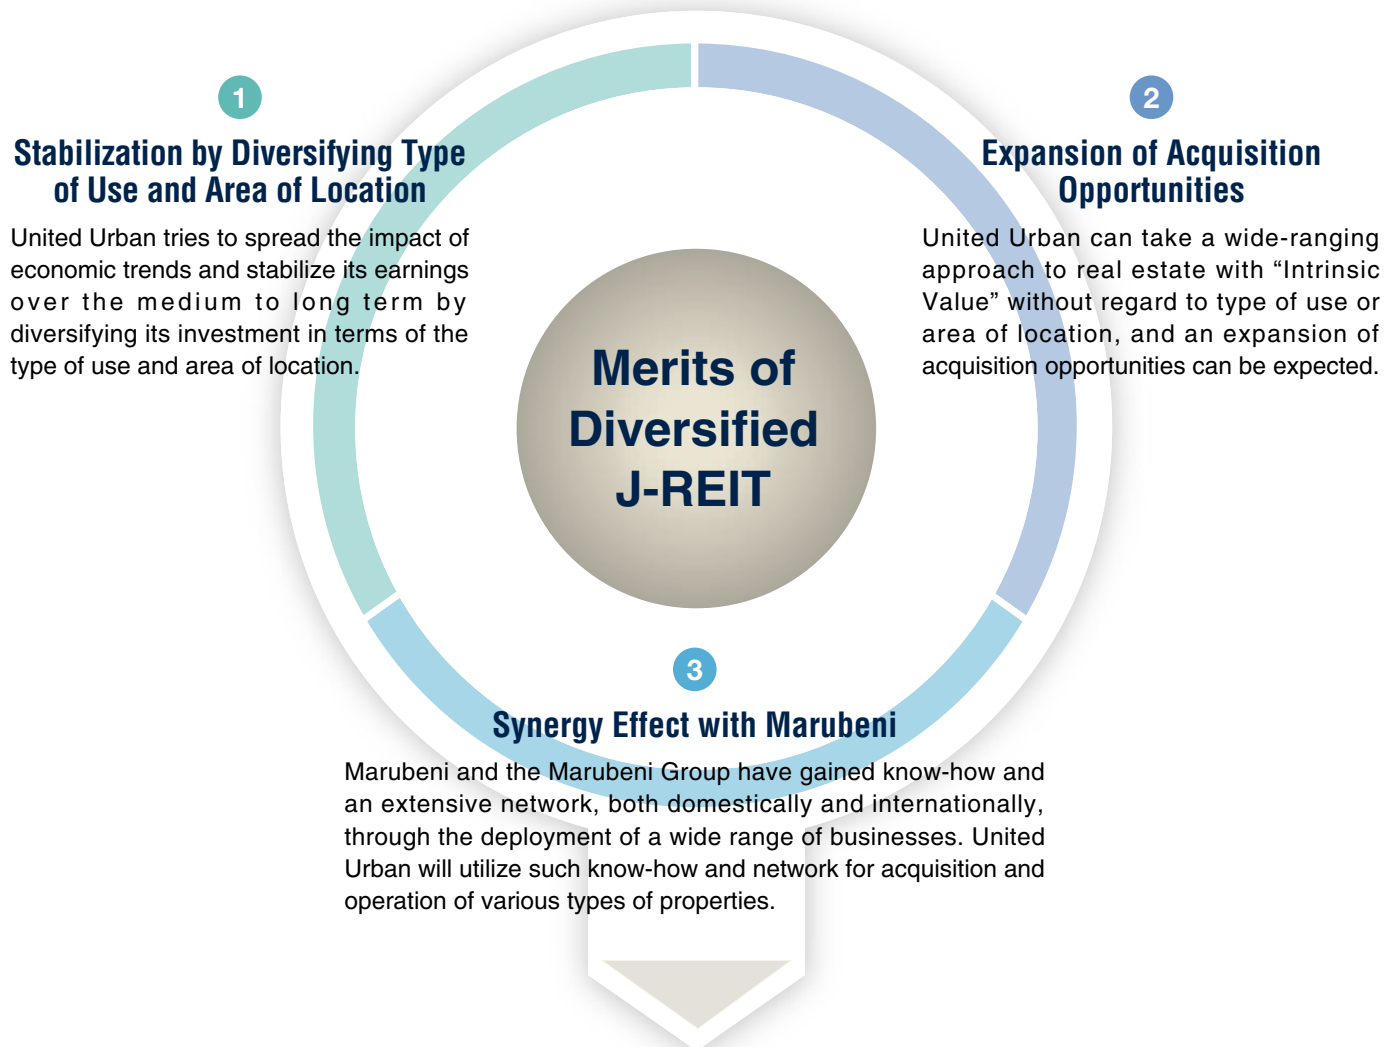 1
Stabilization by Diversifying Type
of Use and Area of Location
United Urban tries to spread the impact of
economic trends and stabilize its earnings
over the medium to long term by
diversifying its investment in terms of the
type of use and area of location.
2
Expansion of Acquisition
Opportunities
United Urban can take a wide-ranging
approach to real estate with “Intrinsic
Value” without regard to type of use or
area of location, and an expansion of
acquisition opportunities can be expected.
Merits of
Diversified
J-REIT
3
Synergy Effect with Marubeni
Marubeni and the Marubeni Group have gained know-how and
an extensive network, both domestically and internationally,
through the deployment of a wide range of businesses. United
Urban will utilize such know-how and network for acquisition and
operation of various types of properties.